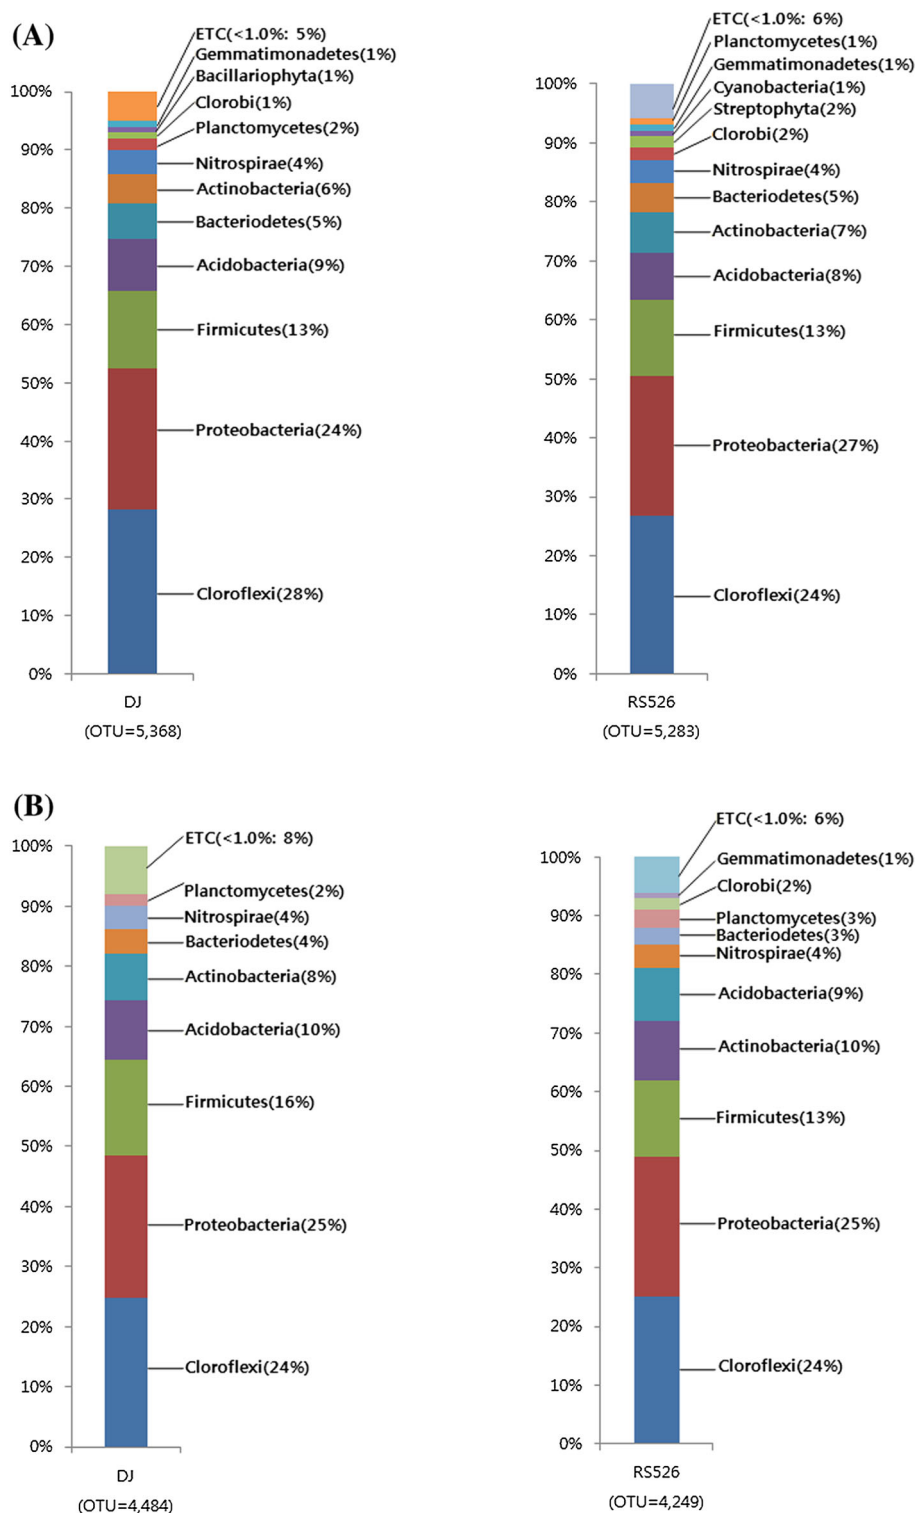 (A)
ETC(<1.0%: 5%)
Gemmatimonadetes(1%)
Bacillariophyta(1%)
Clorobi(1%)
Planctomycetes(2%)
Nitrospirae(4%)
Actinobacteria(6%)
Bacteriodetes(5%)
Acidobacteria(9%)
Firmicutes(13%)
Proteobacteria(24%)
Cloroflexi(28%)
100%
90%
80%
70%
60%
50%
40%
30%
20%
10%
0%
DJ
(OTU=5,368)
ETC(<1.0%: 6%)
Planctomycetes(1%)
Gemmatimonadetes(1%)
Cyanobacteria(1%)
Streptophyta(2%)
Clorobi(2%)
Nitrospirae(4%)
Bacteriodetes(5%)
Actinobacteria(7%)
Acidobacteria(8%)
Firmicutes(13%)
Proteobacteria(27%)
Cloroflexi(24%)
100%
90%
80%
70%
60%
50%
40%
30%
20%
10%
0%
RS526
(OTU=5,283)
(B)
ETC(<1.0%: 8%)
Planctomycetes(2%)
Nitrospirae(4%)
Bacteriodetes(4%)
Actinobacteria(8%)
Acidobacteria(10%)
Firmicutes(16%)
Proteobacteria(25%)
Cloroflexi(24%)
100%
90%
80%
70%
60%
50%
40%
30%
20%
10%
0%
DJ
(OTU=4,484)
ETC(<1.0%: 6%)
Gemmatimonadetes(1%)
Clorobi(2%)
Planctomycetes(3%)
Bacteriodetes(3%)
Nitrospirae(4%)
Acidobacteria(9%)
Actinobacteria(10%)
Firmicutes(13%)
Proteobacteria(25%)
Cloroflexi(24%)
100%
90%
80%
70%
60%
50%
40%
30%
20%
10%
0%
RS526
(OTU=4,249)